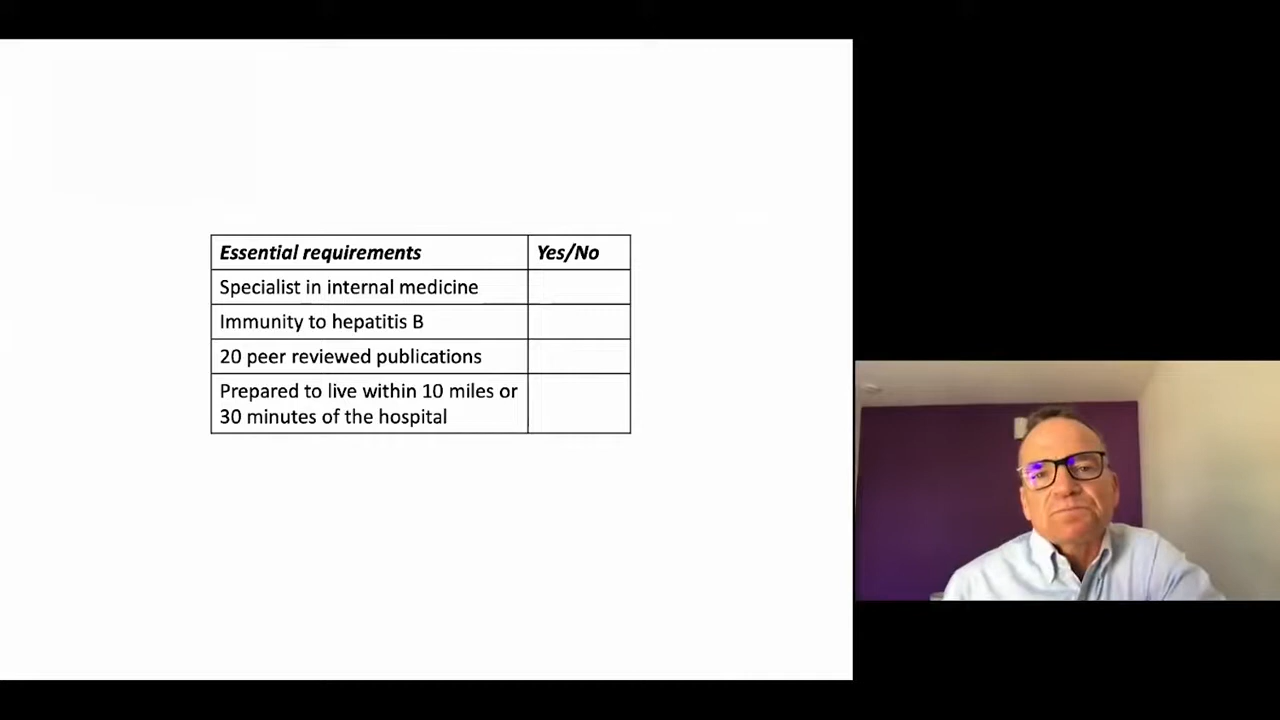 Essential requirements
Yes/No
Specialist in internal medicine
Immunity to hepatitis B
20 peer reviewed publications
Prepared to live within 10 miles or
30 minutes of the hospital